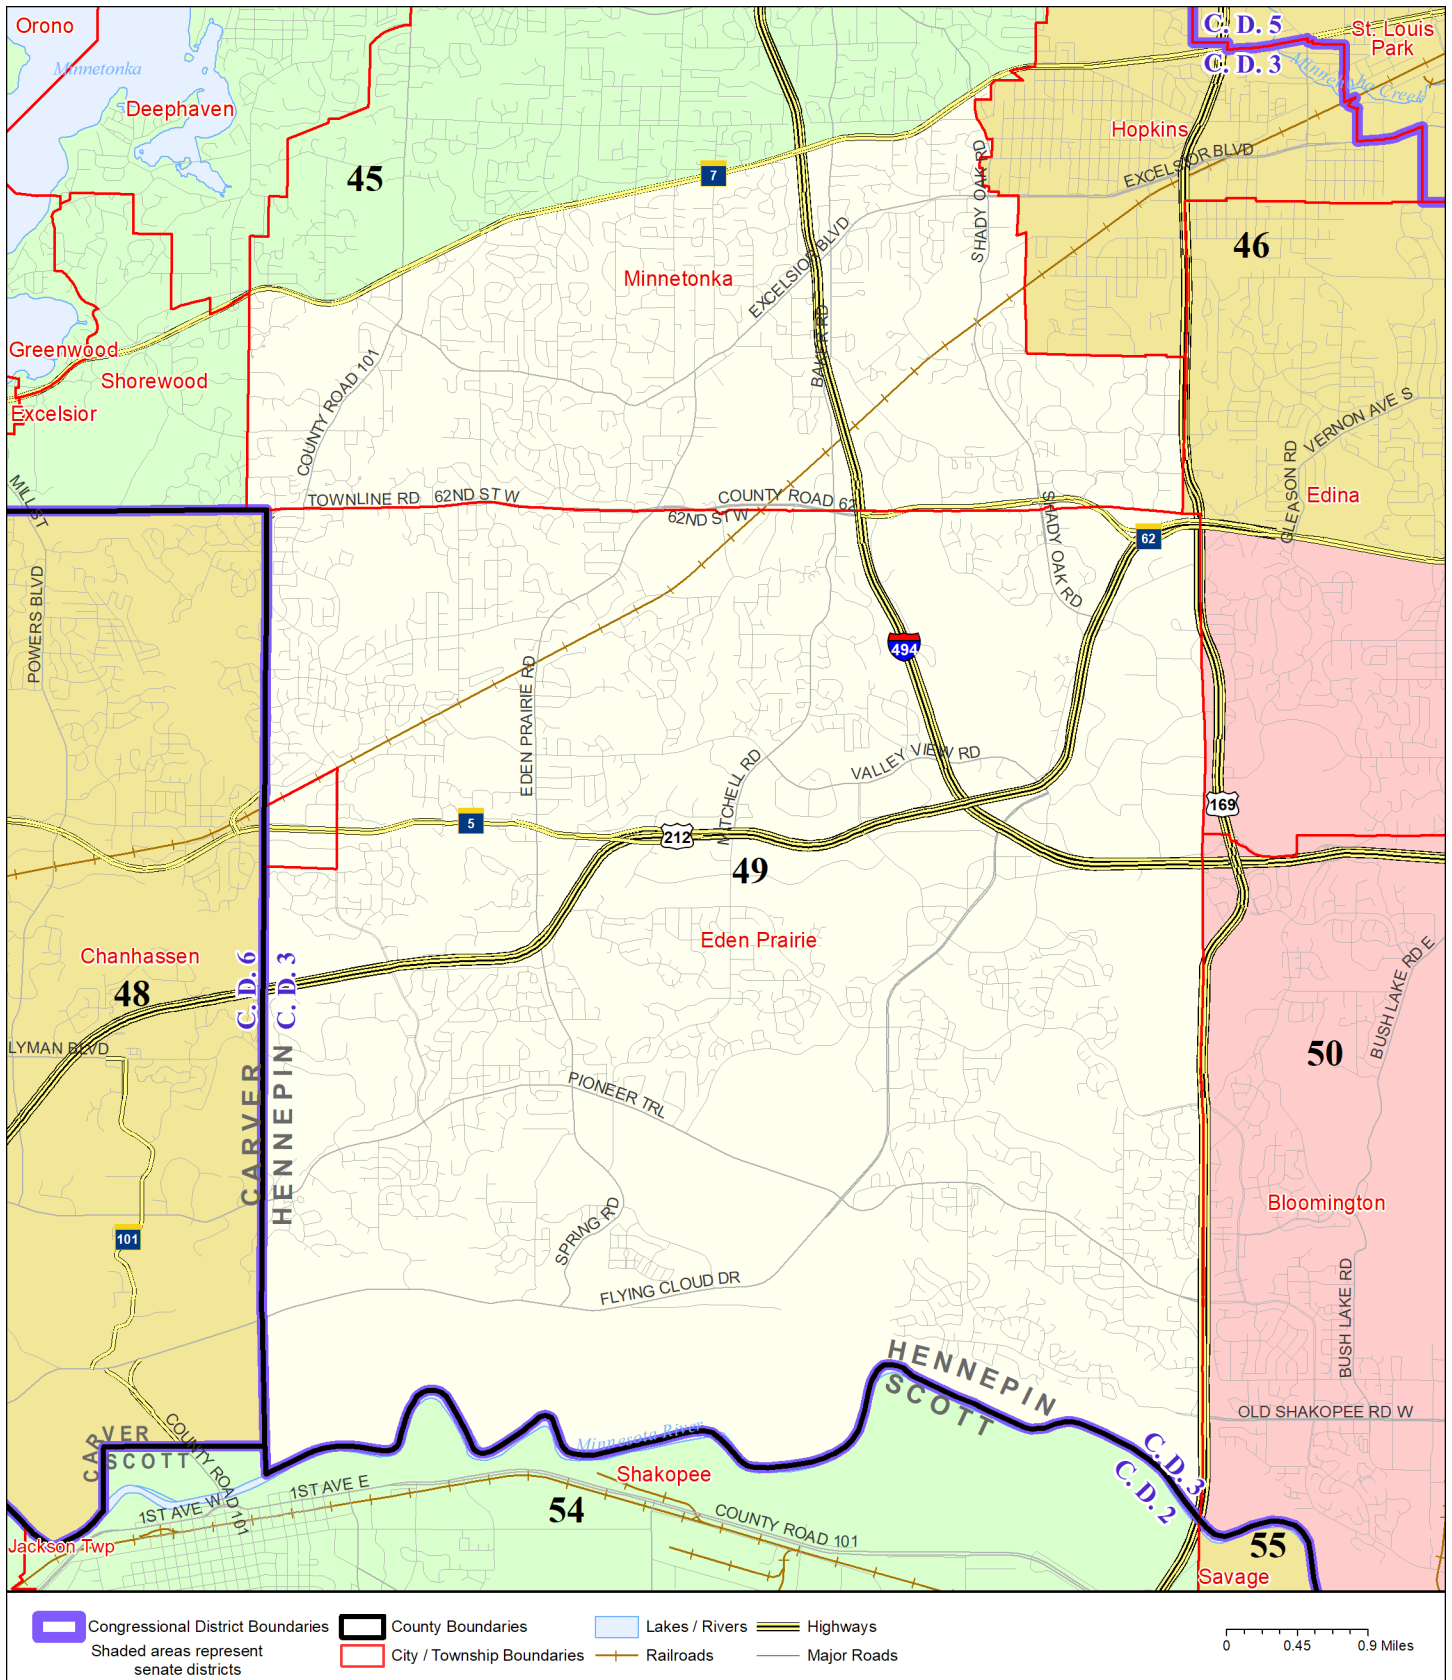 Orono
Minnetonka
Deephaven
45
7
C. D. 5
C. D. 3
St. Louis
Park
Minnehaha Creek
Hopkins
EXCELSIOR BLVD
SHADY OAK RD
46
Minnetonka
EXCELSIOR BLVD
BAKER RD
Greenwood
Shorewood
Excelsior
COUNTY ROAD 101
VERNON AVE S
GLEASON RD
Edina
MILL ST
TOWNLINE RD
62ND ST W
COUNTY ROAD 62
62ND ST W
SHADY OAK RD
62
POWERS BLVD
494
EDEN PRAIRIE RD
MITCHELL RD
VALLEY VIEW RD
169
5
212
49
Eden Prairie
Chanhassen
48
C. D. 6
C. D. 3
LYMAN BLVD
CARVER
HENNEPIN
50
BUSH LAKE RD E
PIONEER TRL
SPRING RD
FLYING CLOUD DR
101
Bloomington
BUSH LAKE RD
HENNEPIN
SCOTT
OLD SHAKOPEE RD W
CARVER
SCOTT
COUNTY ROAD 101
Minnesota River
C. D. 3
C. D. 2
Shakopee
1ST AVE W
1ST AVE E
54
COUNTY ROAD 101
Jackson Twp
55
Savage
Congressional District Boundaries
Shaded areas represent
senate districts
County Boundaries
City / Township Boundaries
Lakes / Rivers
Railroads
Highways
Major Roads
0 0.45 0.9 Miles